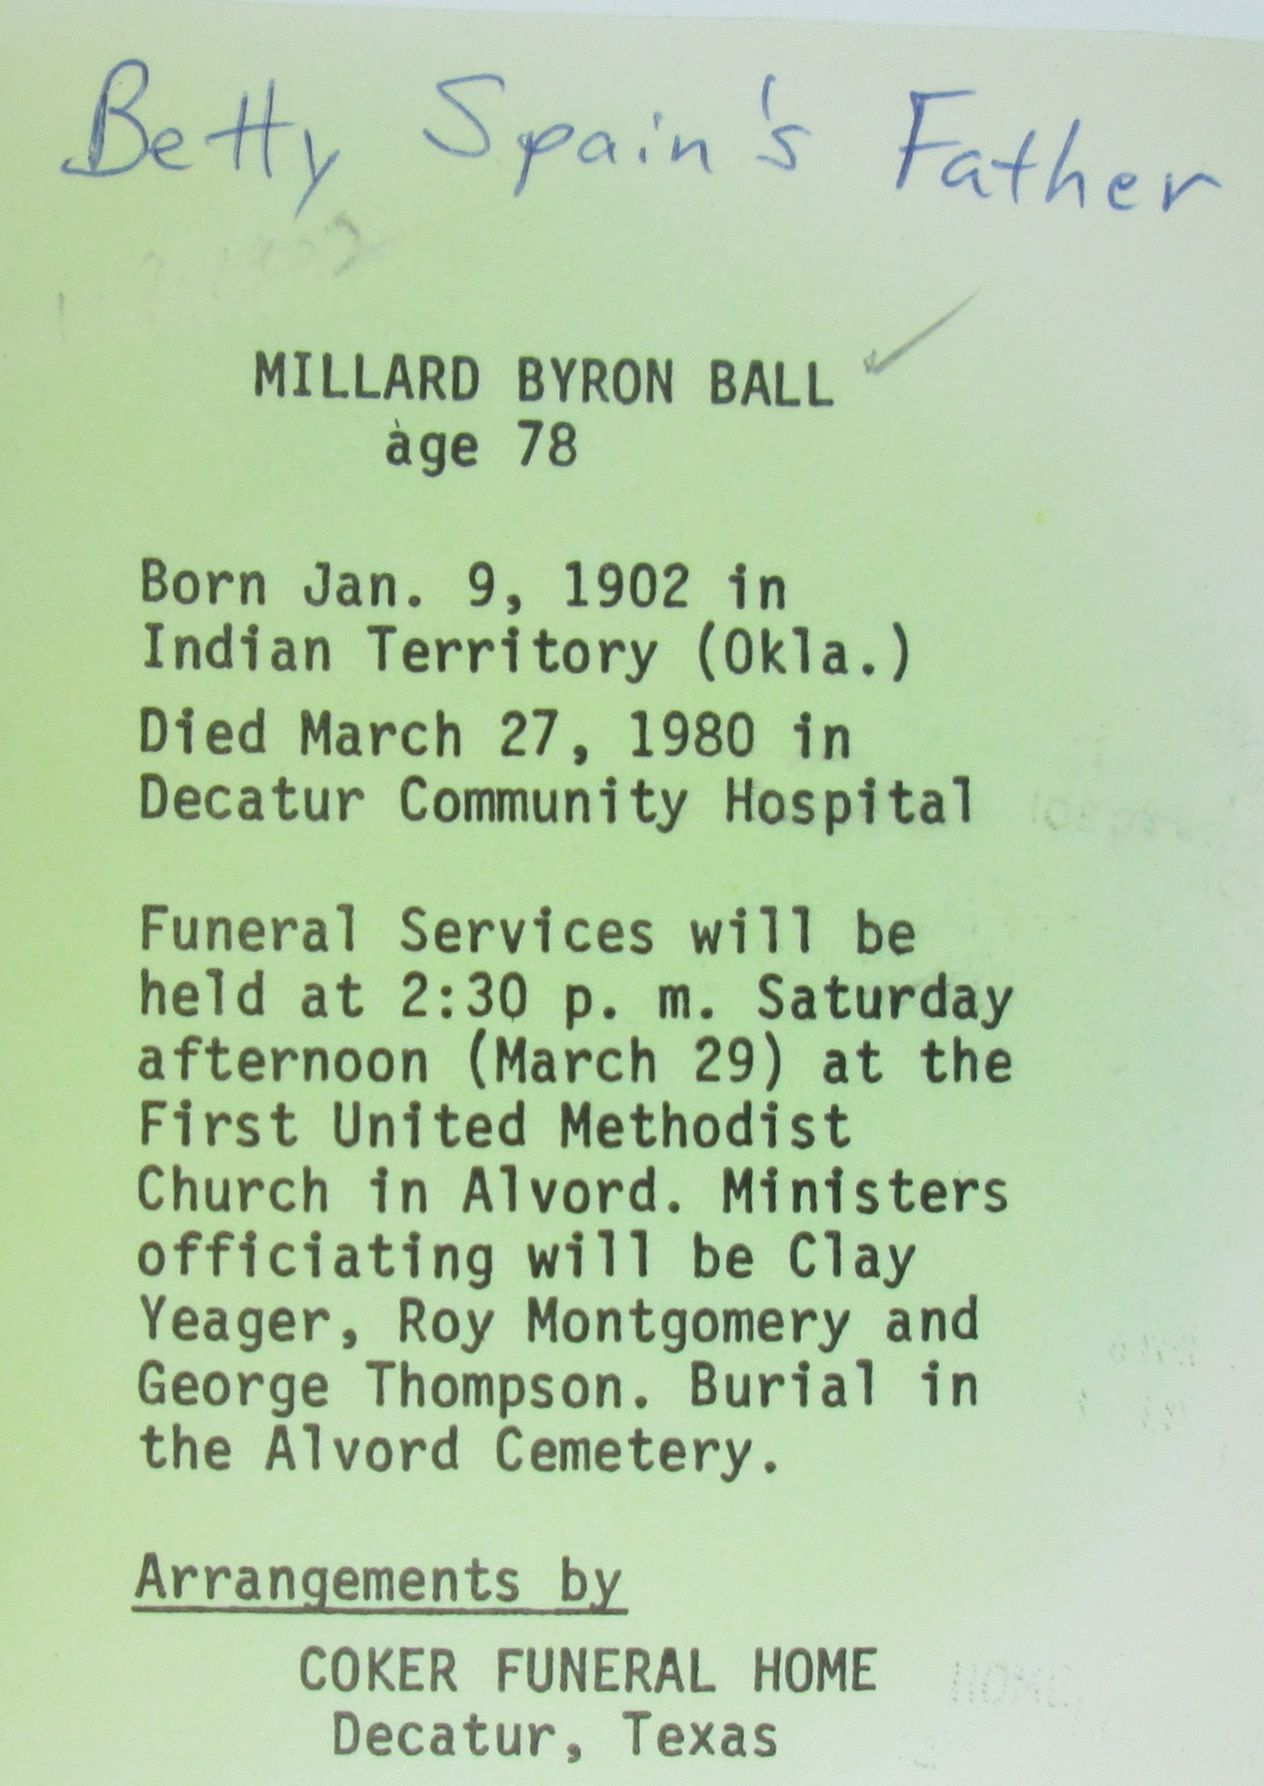 Betty Spain's Father
MILLARD BYRON BALL
age 78
Born Jan. 9, 1902 in
Indian Territory (Okla.)
Died March 27, 1980 in
Decatur Community Hospital
Funeral Services will be
held at 2:30 p. m. Saturday
afternoon (March 29) at the
First United Methodist
Church in Alvord. Ministers
officiating will be Clay
Yeager, Roy Montgomery and
George Thompson. Burial in
the Alvord Cemetery.
Arrangements by
COKER FUNERAL HOME
Decatur, Texas